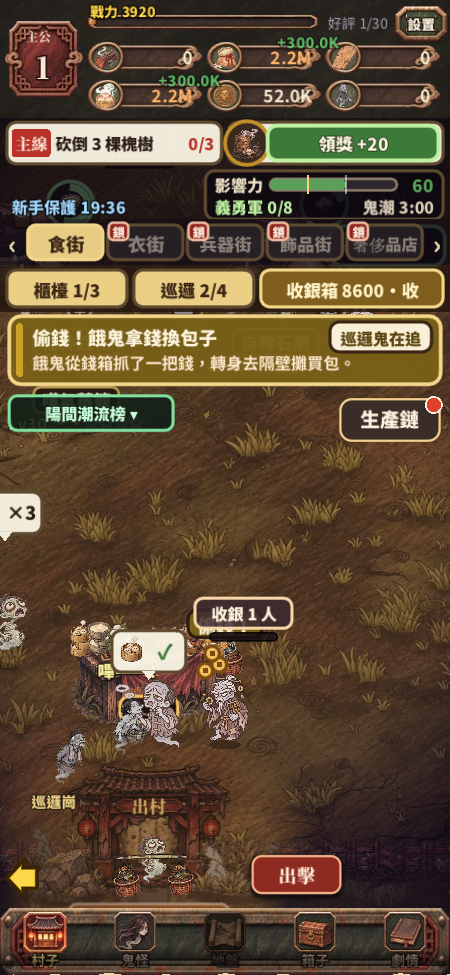 戰力.3920
好評 1/30
設置
主公
1
0
+300.0K
2.2M
0
+300.0K
2.2M
52.0K
0
主線 砍倒 3 棵槐樹 0/3
領獎 +20
影響力 60
新手保護 19:36
義勇軍 0/8
鬼潮 3:00
‹
食街
鎖 衣街
鎖 兵器街
鎖 飾品街
鎖 奢侈品店
›
櫃檯 1/3
巡邏 2/4
收銀箱 8600・收
偷錢！餓鬼拿錢換包子
巡邏鬼在追
餓鬼從錢箱抓了一把錢，轉身去隔壁攤買包。
陽間潮流榜 ▾
生產鏈
×3
收銀 1 人
✓
巡邏崗
出村
出擊
村子
鬼怪
地盤
箱子
劇情